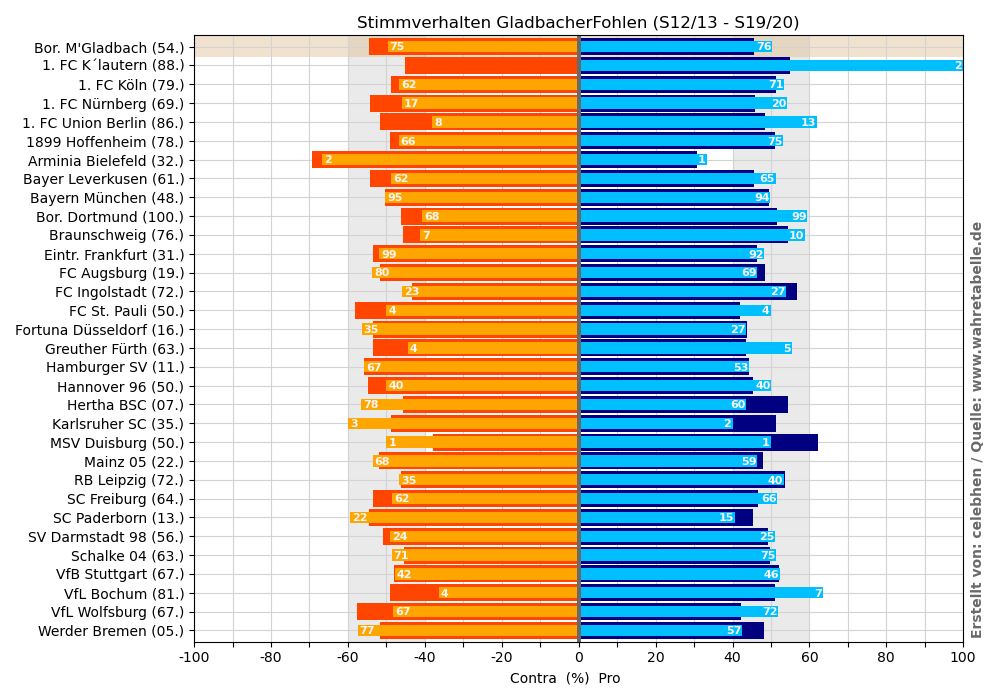 Stimmverhalten GladbacherFohlen (S12/13 - S19/20)
Bor. M'Gladbach (54.) 75 76
1. FC K´lautern (88.) 2
1. FC Köln (79.) 62 71
1. FC Nürnberg (69.) 17 20
1. FC Union Berlin (86.) 8 13
1899 Hoffenheim (78.) 66 75
Arminia Bielefeld (32.) 2 1
Bayer Leverkusen (61.) 62 65
Bayern München (48.) 95 94
Bor. Dortmund (100.) 68 99
Braunschweig (76.) 7 10
Eintr. Frankfurt (31.) 99 92
FC Augsburg (19.) 80 69
FC Ingolstadt (72.) 23 27
FC St. Pauli (50.) 4 4
Fortuna Düsseldorf (16.) 35 27
Greuther Fürth (63.) 4 5
Hamburger SV (11.) 67 53
Hannover 96 (50.) 40 40
Hertha BSC (07.) 78 60
Karlsruher SC (35.) 3 2
MSV Duisburg (50.) 1 1
Mainz 05 (22.) 68 59
RB Leipzig (72.) 35 40
SC Freiburg (64.) 62 66
SC Paderborn (13.) 22 15
SV Darmstadt 98 (56.) 24 25
Schalke 04 (63.) 71 75
VfB Stuttgart (67.) 42 46
VfL Bochum (81.) 4 7
VfL Wolfsburg (67.) 67 72
Werder Bremen (05.) 77 57
-100 -80 -60 -40 -20 0 20 40 60 80 100
Contra (%) Pro
Erstellt von: celebhen / Quelle: www.wahretabelle.de